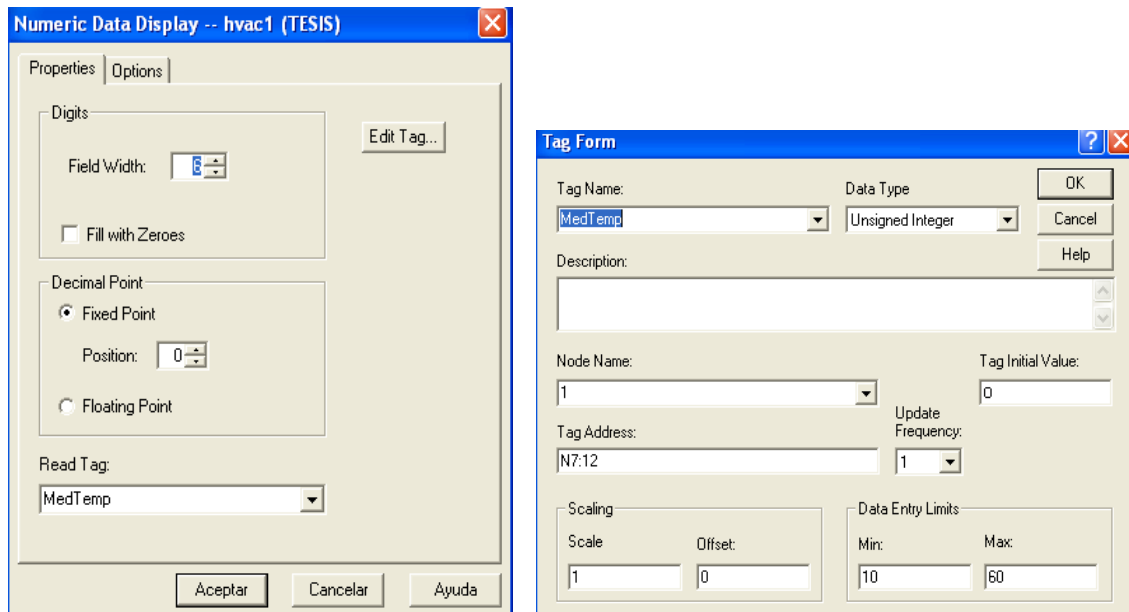 Numeric Data Display -- hvac1 (TESIS)
Properties
Options
Digits
Field Width:
6
Edit Tag...
Fill with Zeroes
Decimal Point
Fixed Point
Position:
0
Floating Point
Read Tag:
MedTemp
Aceptar
Cancelar
Ayuda
Tag Form
Tag Name:
Data Type
OK
MedTemp
Unsigned Integer
Cancel
Description:
Help
Node Name:
Tag Initial Value:
1
0
Update
Frequency:
Tag Address:
N7:12
1
Scaling
Data Entry Limits
Scale
Offset:
Min:
Max:
1
0
10
60